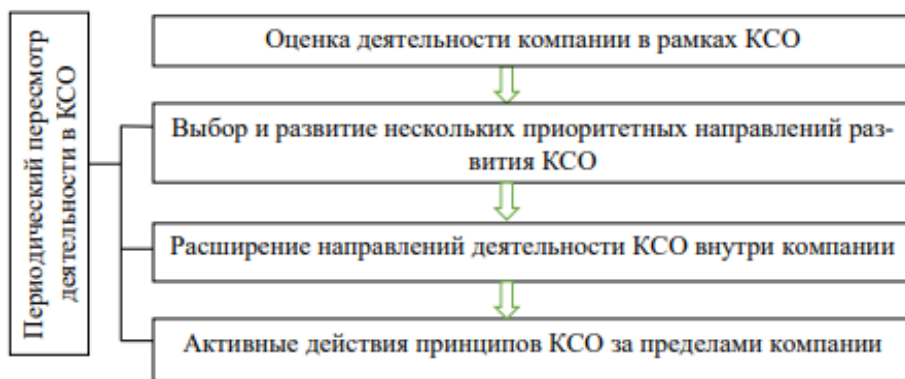 Периодический пересмотр
деятельности в КСО
Оценка деятельности компании в рамках КСО
Выбор и развитие нескольких приоритетных направлений раз-
вития КСО
Расширение направлений деятельности КСО внутри компании
Активные действия принципов КСО за пределами компании